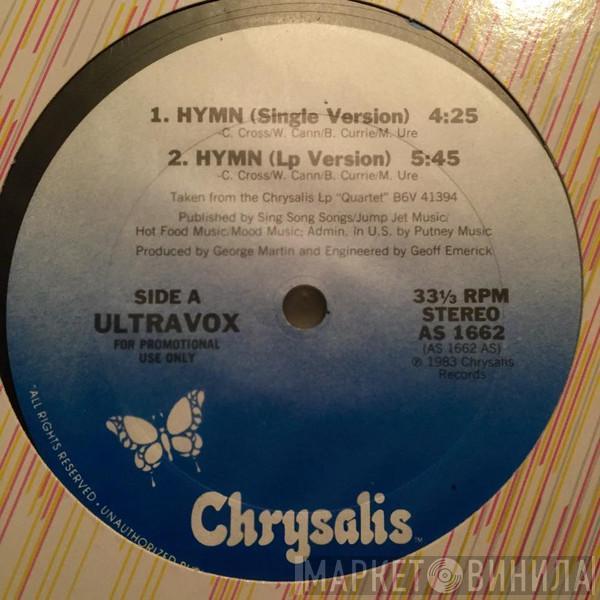 1. HYMN (Single Version) 4:25
-C. Cross/W. Cann/B. Currie/M. Ure
2. HYMN (Lp Version) 5:45
-C. Cross/W. Cann/B. Currie/M. Ure
Taken from the Chrysalis Lp "Quartet" B6V 41394
Published by Sing Song Songs/Jump Jet Music/
Hot Food Music/Mood Music; Admin. in U.S. by Putney Music
Produced by George Martin and Engineered by Geoff Emerick
SIDE A
ULTRAVOX
FOR PROMOTIONAL
USE ONLY
33⅓ RPM
STEREO
AS 1662
(AS 1662 AS)
℗ 1983 Chrysalis
Records
"ALL RIGHTS RESERVED. UNAUTHORIZED
Chrysalis™
МАРКЕТ ВИНИЛА